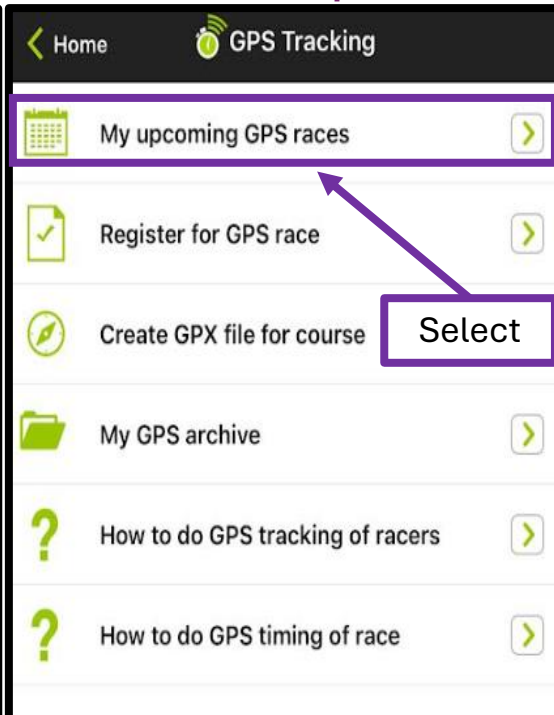 Home
GPS Tracking
My upcoming GPS races
Register for GPS race
Create GPX file for course
Select
My GPS archive
How to do GPS tracking of racers
How to do GPS timing of race